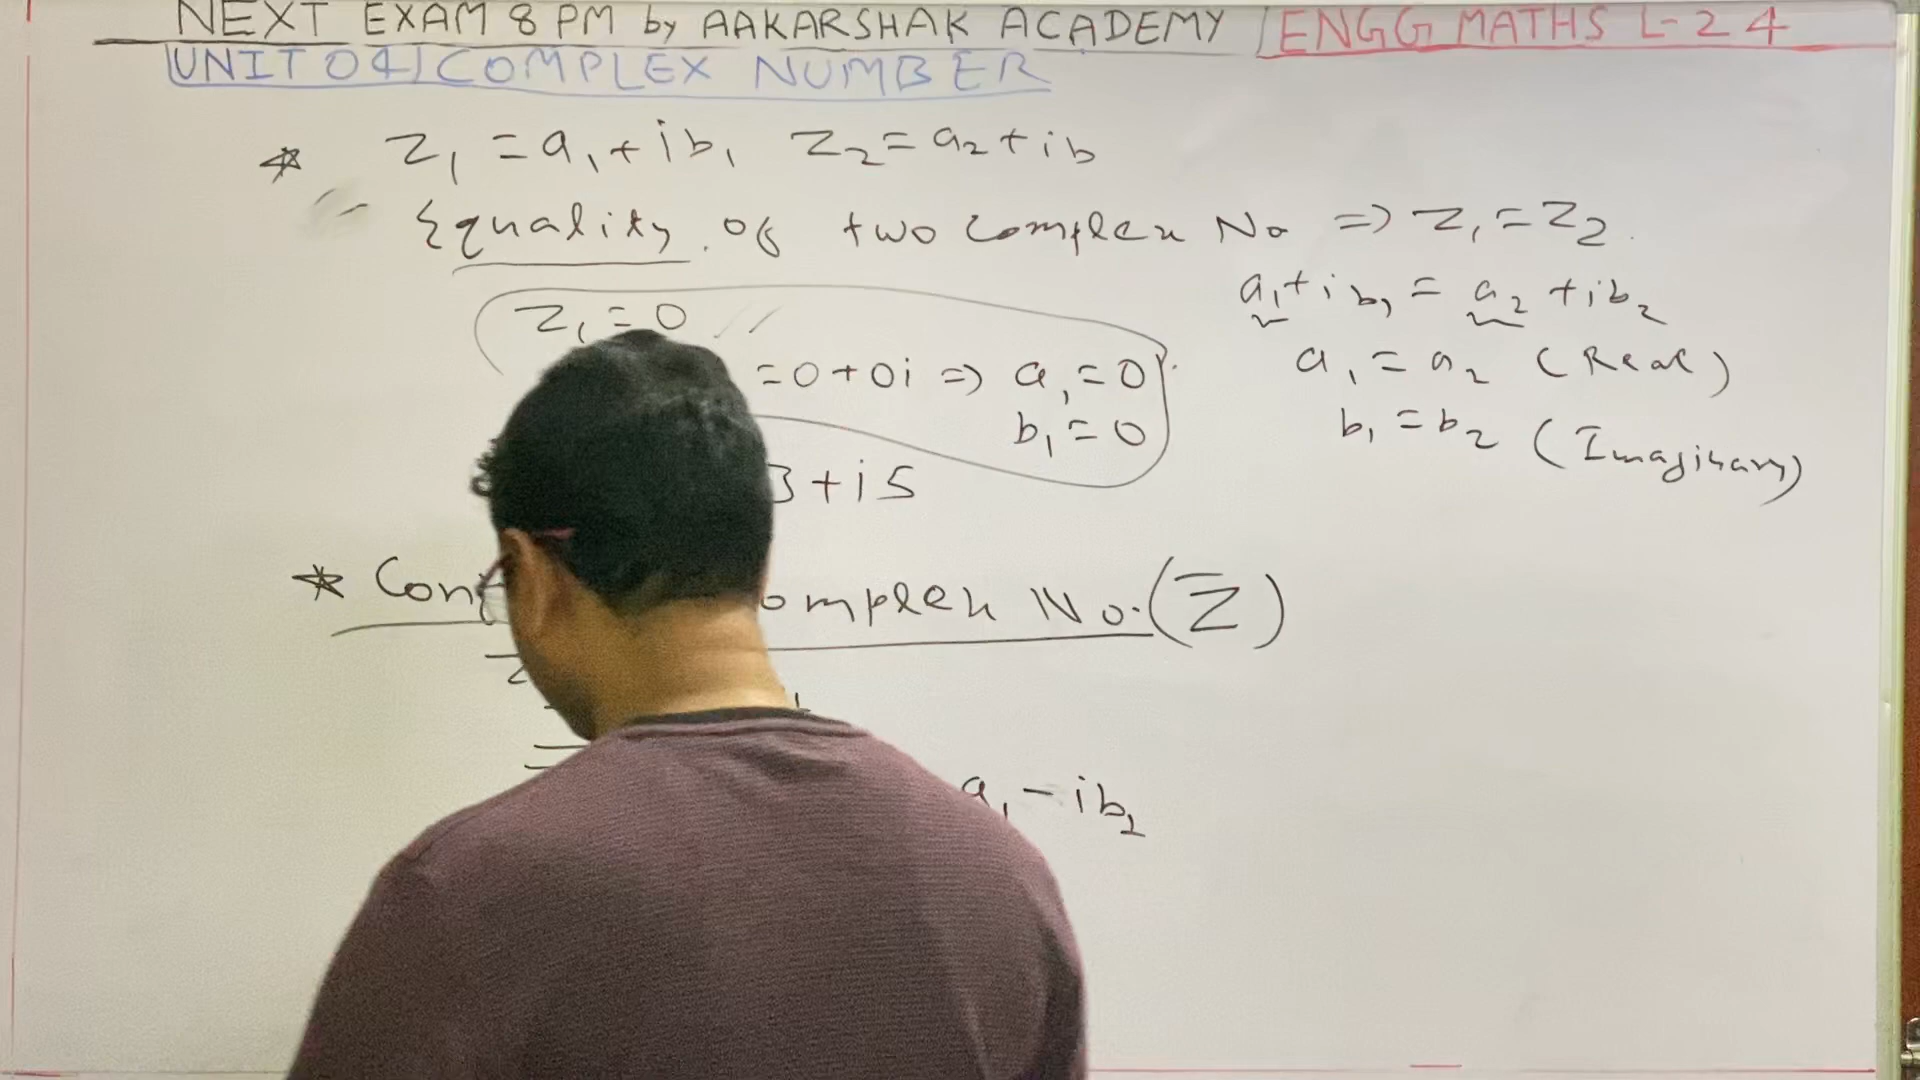 NEXT EXAM 8 PM by AAKARSHAK ACADEMY ENGG MATHS L-24
UNIT 04 COMPLEX NUMBER
* z₁ = a₁ + ib₁ z₂ = a₂ + ib
Equality of two complex No => z₁ = z₂
a₁ + ib₁ = a₂ + ib₂
z₁ = 0
= 0 + 0i => a₁ = 0
b₁ = 0
a₁ = a₂ (Real)
b₁ = b₂ (Imaginary)
3 + i5
* Con omplex No. (z̄)
a₁ - ib₂